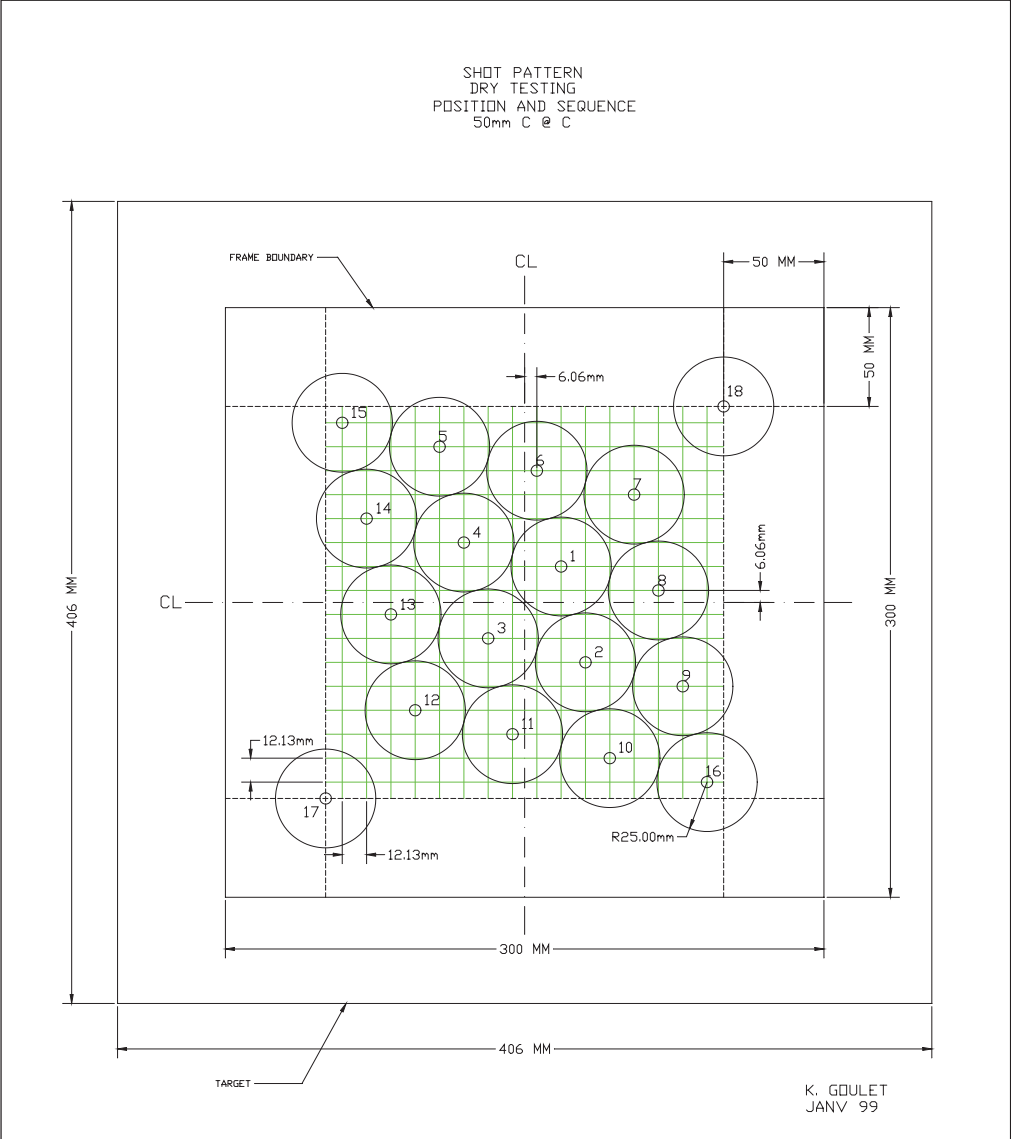 SHOT PATTERN
DRY TESTING
POSITION AND SEQUENCE
50mm C @ C
FRAME BOUNDARY
CL
50 MM
50 MM
6.06mm
18
15
5
6
7
14
4
1
6.06mm
8
CL
406 MM
300 MM
13
3
2
9
12
11
10
12.13mm
16
17
R25.00mm
12.13mm
300 MM
406 MM
TARGET
K. GOULET
JANV 99